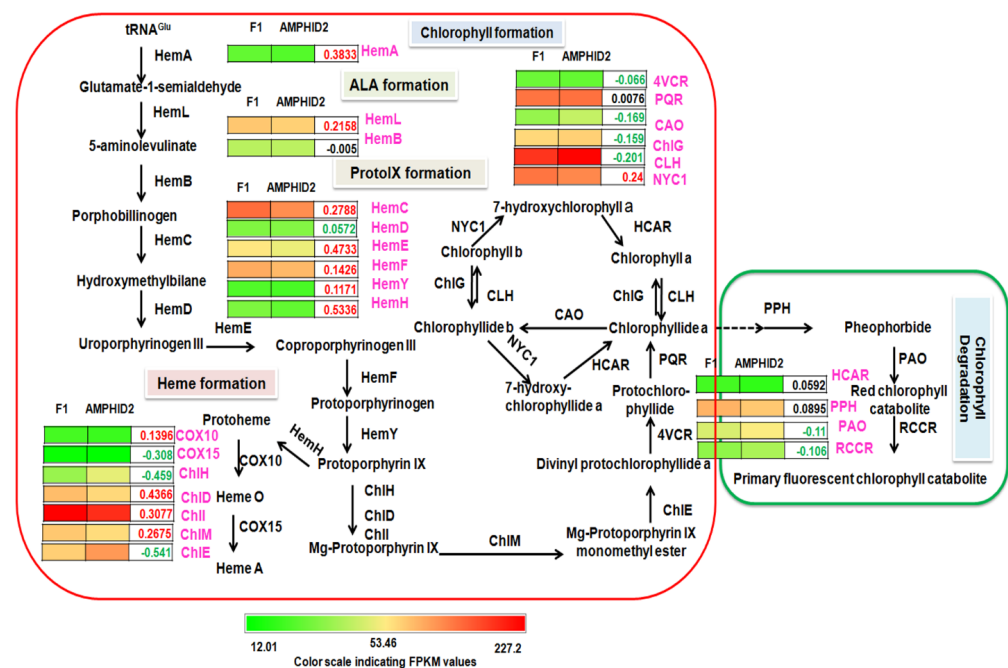 tRNAGlu
HemA
Glutamate-1-semialdehyde
HemL
5-aminolevulinate
HemB
Porphobillinogen
HemC
Hydroxymethylbilane
HemD
Uroporphyrinogen III
HemE
Coproporphyrinogen III
HemF
Protoporphyrinogen
HemY
Protoporphyrin IX
HemH
Protoheme
COX10
Heme O
COX15
Heme A
ChlH
ChlD
ChlI
Mg-Protoporphyrin IX
ChlM
Mg-Protoporphyrin IX
monomethyl ester
ChlE
Divinyl protochlorophyllide a
4VCR
Protochloro-
phyllide
PQR
Chlorophyllide a
CAO
Chlorophyllide b
NYC1
7-hydroxy-
chlorophyllide a
HCAR
ChlG
CLH
Chlorophyll b
NYC1
7-hydroxychlorophyll a
HCAR
Chlorophyll a
ChlG
CLH
PPH
Pheophorbide
PAO
Red chlorophyll
catabolite
RCCR
Primary fluorescent chlorophyll catabolite
Chlorophyll formation
F1 AMPHID2
0.3833 HemA
ALA formation
F1 AMPHID2
0.2158 HemL
-0.005 HemB
ProtoIX formation
F1 AMPHID2
0.2788 HemC
0.0572 HemD
0.4733 HemE
0.1426 HemF
0.1171 HemY
0.5336 HemH
F1 AMPHID2
-0.066 4VCR
0.0076 PQR
-0.169 CAO
-0.159 ChlG
-0.201 CLH
0.24 NYC1
Heme formation
F1 AMPHID2
0.1396 COX10
-0.308 COX15
-0.459 ChlH
0.4366 ChlD
0.3077 ChlI
0.2675 ChlM
-0.541 ChlE
Chlorophyll
Degradation
F1 AMPHID2
0.0592 HCAR
0.0895 PPH
-0.11 PAO
-0.106 RCCR
12.01 53.46 227.2
Color scale indicating FPKM values